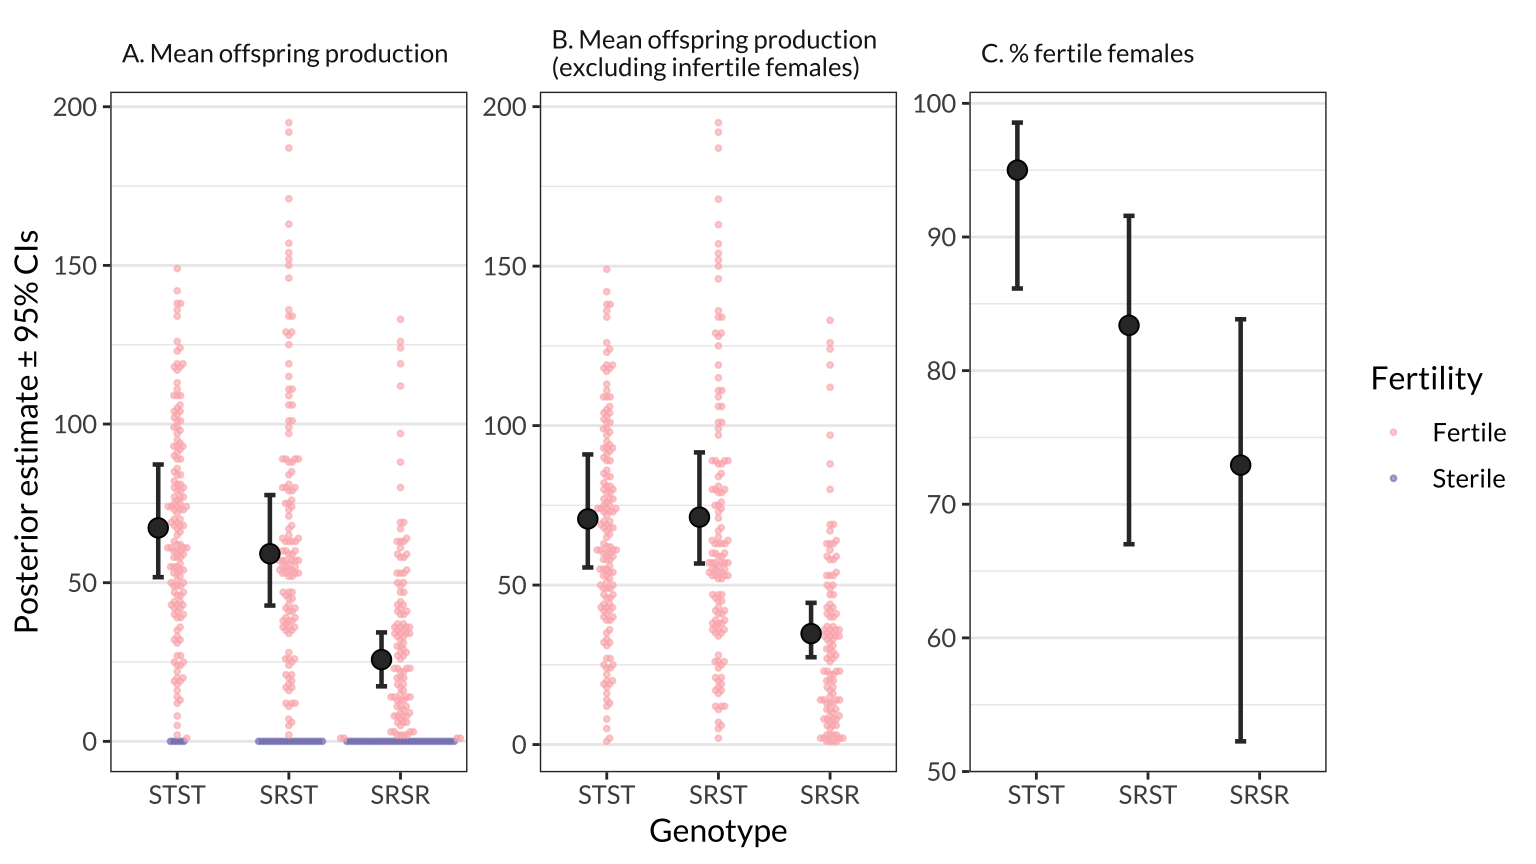 A. Mean offspring production
B. Mean offspring production
(excluding infertile females)
C. % fertile females
Posterior estimate ± 95% CIs
200
150
100
50
0
STST
SRST
SRSR
200
150
100
50
0
STST
SRST
SRSR
100
90
80
70
60
50
STST
SRST
SRSR
Genotype
Fertility
Fertile
Sterile